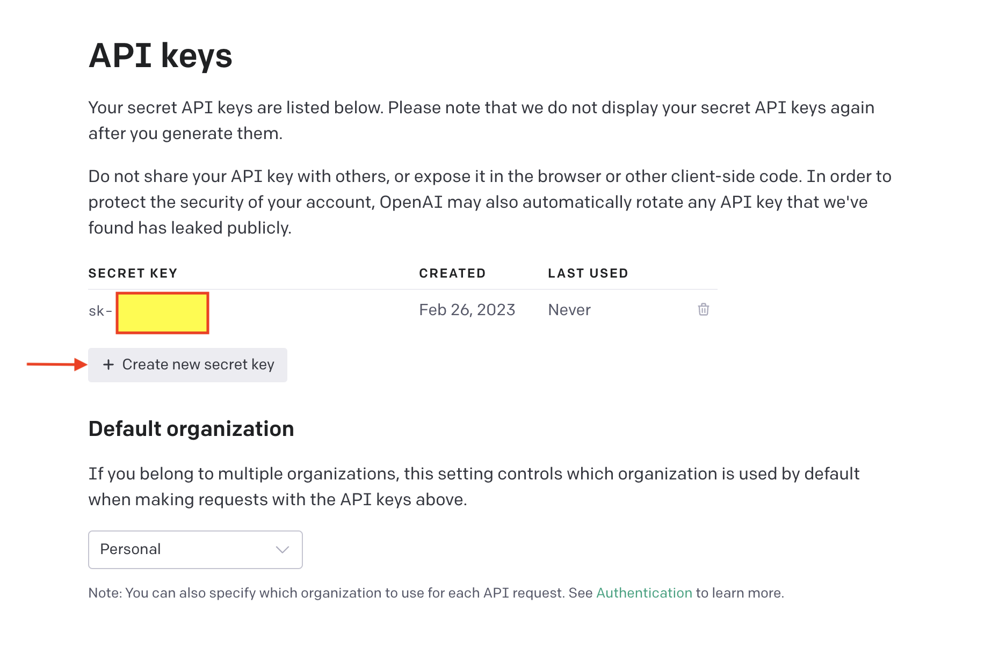 API keys
Your secret API keys are listed below. Please note that we do not display your secret API keys again
after you generate them.
Do not share your API key with others, or expose it in the browser or other client-side code. In order to
protect the security of your account, OpenAI may also automatically rotate any API key that we've
found has leaked publicly.
SECRET KEY CREATED LAST USED
sk- Feb 26, 2023 Never
+ Create new secret key
Default organization
If you belong to multiple organizations, this setting controls which organization is used by default
when making requests with the API keys above.
Personal
Note: You can also specify which organization to use for each API request. See Authentication to learn more.